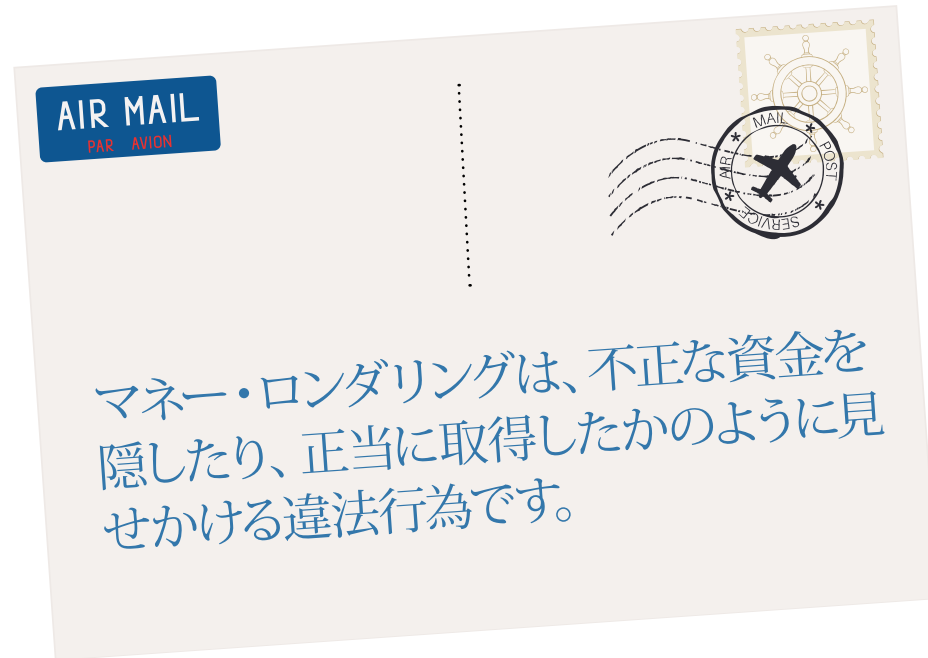 AIR MAIL
PAR AVION
AIR MAIL POST SERVICE
マネー・ロンダリングは、不正な資金を
隠したり、正当に取得したかのように見
せかける違法行為です。